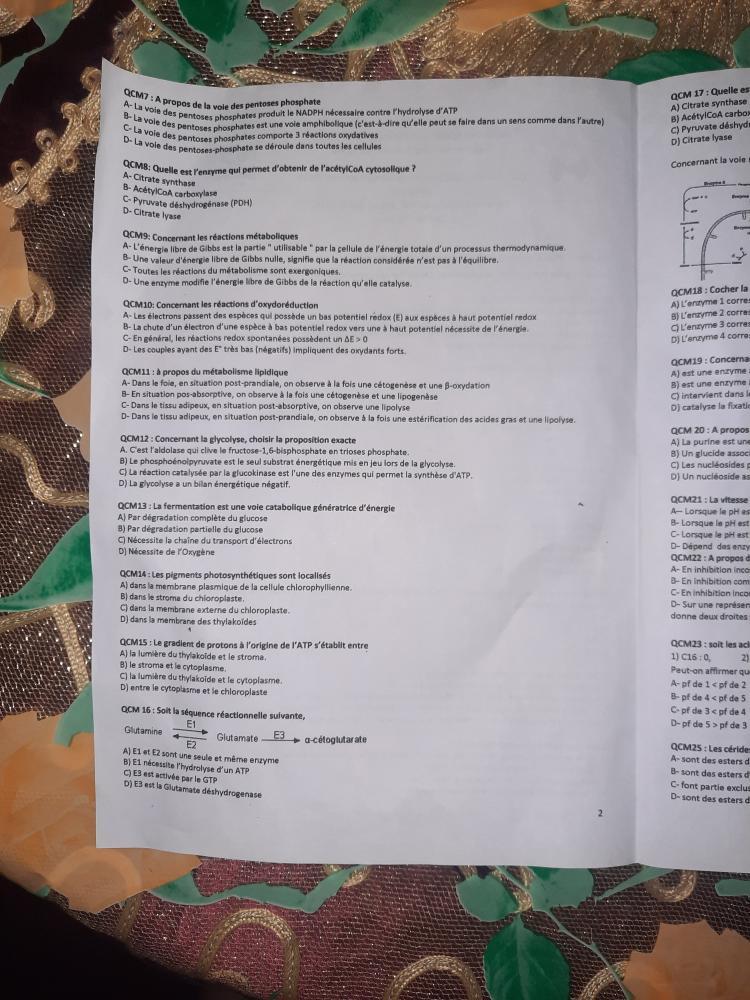 QCM7 : A propos de la voie des pentoses phosphate
A- La voie des pentoses phosphates produit le NADPH nécessaire contre l'hydrolyse d'ATP
B- La voie des pentoses phosphates est une voie amphibolique (c'est-à-dire qu'elle peut se faire dans un sens comme dans l'autre)
C- La voie des pentoses phosphates comporte 3 réactions oxydatives
D- La voie des pentoses-phosphate se déroule dans toutes les cellules
QCM8: Quelle est l'enzyme qui permet d'obtenir de l'acétylCoA cytosolique ?
A- Citrate synthase
B- AcétylCoA carboxylase
C- Pyruvate déshydrogénase (PDH)
D- Citrate lyase
QCM9: Concernant les réactions métaboliques
A- L'énergie libre de Gibbs est la partie " utilisable " par la cellule de l'énergie totale d'un processus thermodynamique.
B- Une valeur d'énergie libre de Gibbs nulle, signifie que la réaction considérée n'est pas à l'équilibre.
C- Toutes les réactions du métabolisme sont exergoniques.
D- Une enzyme modifie l'énergie libre de Gibbs de la réaction qu'elle catalyse.
QCM10: Concernant les réactions d'oxydoréduction
A- Les électrons passent des espèces qui possède un bas potentiel rédox (E) aux espèces à haut potentiel redox
B- La chute d'un électron d'une espèce à bas potentiel redox vers une à haut potentiel nécessite de l'énergie.
C- En général, les réactions redox spontanées possèdent un ΔE > 0
D- Les couples ayant des E° très bas (négatifs) impliquent des oxydants forts.
QCM11 : à propos du métabolisme lipidique
A- Dans le foie, en situation post-prandiale, on observe à la fois une cétogenèse et une β-oxydation
B- En situation pos-absorptive, on observe à la fois une cétogenèse et une lipogenèse
C- Dans le tissu adipeux, en situation post-absorptive, on observe une lipolyse
D- Dans le tissu adipeux, en situation post-prandiale, on observe à la fois une estérification des acides gras et une lipolyse.
QCM12 : Concernant la glycolyse, choisir la proposition exacte
A. C'est l'aldolase qui clive le fructose-1,6-bisphosphate en trioses phosphate.
B) Le phosphoénolpyruvate est le seul substrat énergétique mis en jeu lors de la glycolyse.
C) La réaction catalysée par la glucokinase est l'une des enzymes qui permet la synthèse d'ATP.
D) La glycolyse a un bilan énergétique négatif.
QCM13 : La fermentation est une voie catabolique génératrice d'énergie
A) Par dégradation complète du glucose
B) Par dégradation partielle du glucose
C) Nécessite la chaîne du transport d'électrons
D) Nécessite de l'Oxygène
QCM14 : Les pigments photosynthétiques sont localisés
A) dans la membrane plasmique de la cellule chlorophyllienne.
B) dans le stroma du chloroplaste.
C) dans la membrane externe du chloroplaste.
D) dans la membrane des thylakoïdes
QCM15 : Le gradient de protons à l'origine de l'ATP s'établit entre
A) la lumière du thylakoïde et le stroma.
B) le stroma et le cytoplasme.
C) la lumière du thylakoïde et le cytoplasme.
D) entre le cytoplasme et le chloroplaste
QCM 16 : Soit la séquence réactionnelle suivante,
E1
Glutamine Glutamate E3 α-cétoglutarate
E2
A) E1 et E2 sont une seule et même enzyme
B) E1 nécessite l'hydrolyse d'un ATP
C) E3 est activée par le GTP
D) E3 est la Glutamate déshydrogenase
2
QCM 17 : Quelle es
A) Citrate synthase
B) AcétylCoA carbox
C) Pyruvate déshyd
D) Citrate lyase
Concernant la voie
QCM18 : Cocher la
A) L'enzyme 1 corre
B) L'enzyme 2 corres
C) L'enzyme 3 corres
D) L'enzyme 4 corre
QCM19 : Concerna
A) est une enzyme
B) est une enzyme
C) intervient dans l
D) catalyse la fixati
QCM 20 : A propos
A) La purine est une
B) Un glucide assoc
C) Les nucléosides p
D) Un nucléoside as
QCM21 : La vitesse
A- Lorsque le pH es
B- Lorsque le pH est
C- Lorsque le pH est
D- Dépend des enzy
QCM22 : A propos d
A- En inhibition inco
B- En inhibition com
C- En inhibition inco
D- Sur une représen
donne deux droites
QCM23 : soit les aci
1) C16 : 0, 2)
Peut-on affirmer qu
A- pf de 1 < pf de 2
B- pf de 4 < pf de 5
C- pf de 3 < pf de 4
D- pf de 5 > pf de 3
QCM25 : Les cérides
A- sont des esters d
B- sont des esters d'
C- font partie exclus
D- sont des esters d